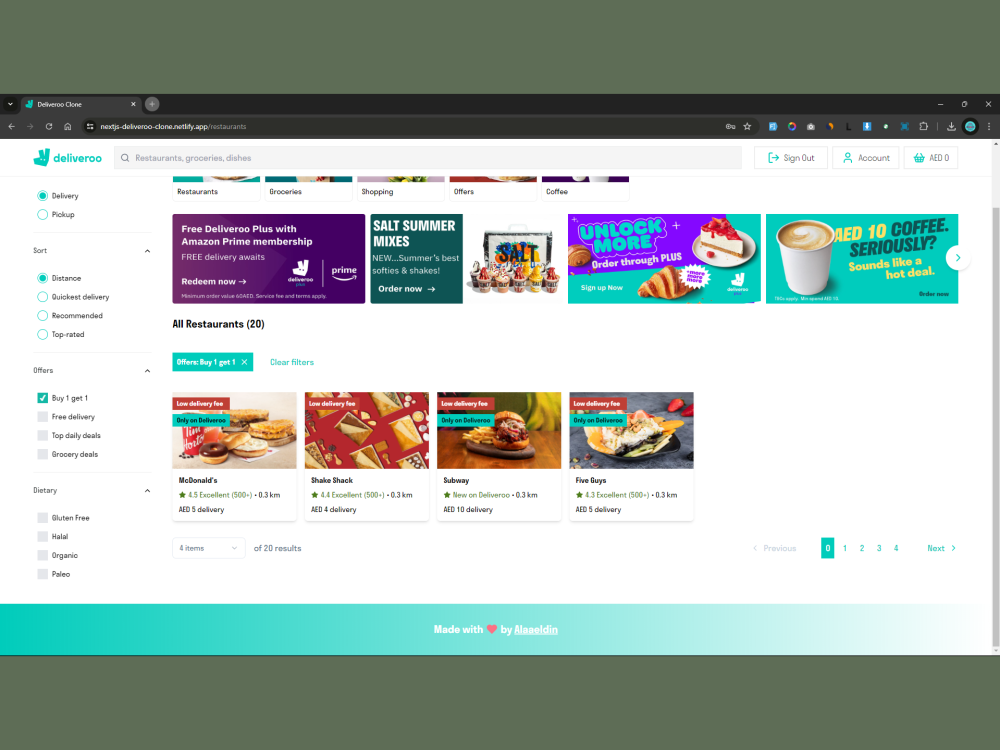 Deliveroo Clone
nextjs-deliveroo-clone.netlify.app/restaurants
deliveroo
Restaurants, groceries, dishes
Sign Out
Account
AED 0
Delivery
Pickup
Sort
Distance
Quickest delivery
Recommended
Top-rated
Offers
Buy 1 get 1
Free delivery
Top daily deals
Grocery deals
Dietary
Gluten Free
Halal
Organic
Paleo
Restaurants
Groceries
Shopping
Offers
Coffee
Free Deliveroo Plus with
Amazon Prime membership
FREE delivery awaits
Redeem now →
deliveroo
plus
prime
Minimum order value AED60. Service fee and terms apply.
SALT SUMMER
MIXES
NEW...Summer's best
softies & shakes!
Order now →
SALT
UNLOCK
MORE
Order through PLUS
Sign up Now
+more
more
more
deliveroo
plus
AED 10 COFFEE.
SERIOUSLY?
Sounds like a
hot deal.
Order now
T&Cs apply. Min spend AED 10.
All Restaurants (20)
Offers: Buy 1 get 1 ×
Clear filters
Low delivery fee
Only on Deliveroo
McDonald's
4.5 Excellent (500+) • 0.3 km
AED 5 delivery
Low delivery fee
Shake Shack
4.4 Excellent (500+) • 0.3 km
AED 4 delivery
Low delivery fee
Only on Deliveroo
Subway
New on Deliveroo • 0.3 km
AED 10 delivery
Low delivery fee
Only on Deliveroo
Five Guys
4.3 Excellent (500+) • 0.3 km
AED 5 delivery
4 items
of 20 results
< Previous
0 1 2 3 4
Next >
Made with ❤ by Alaaeldin